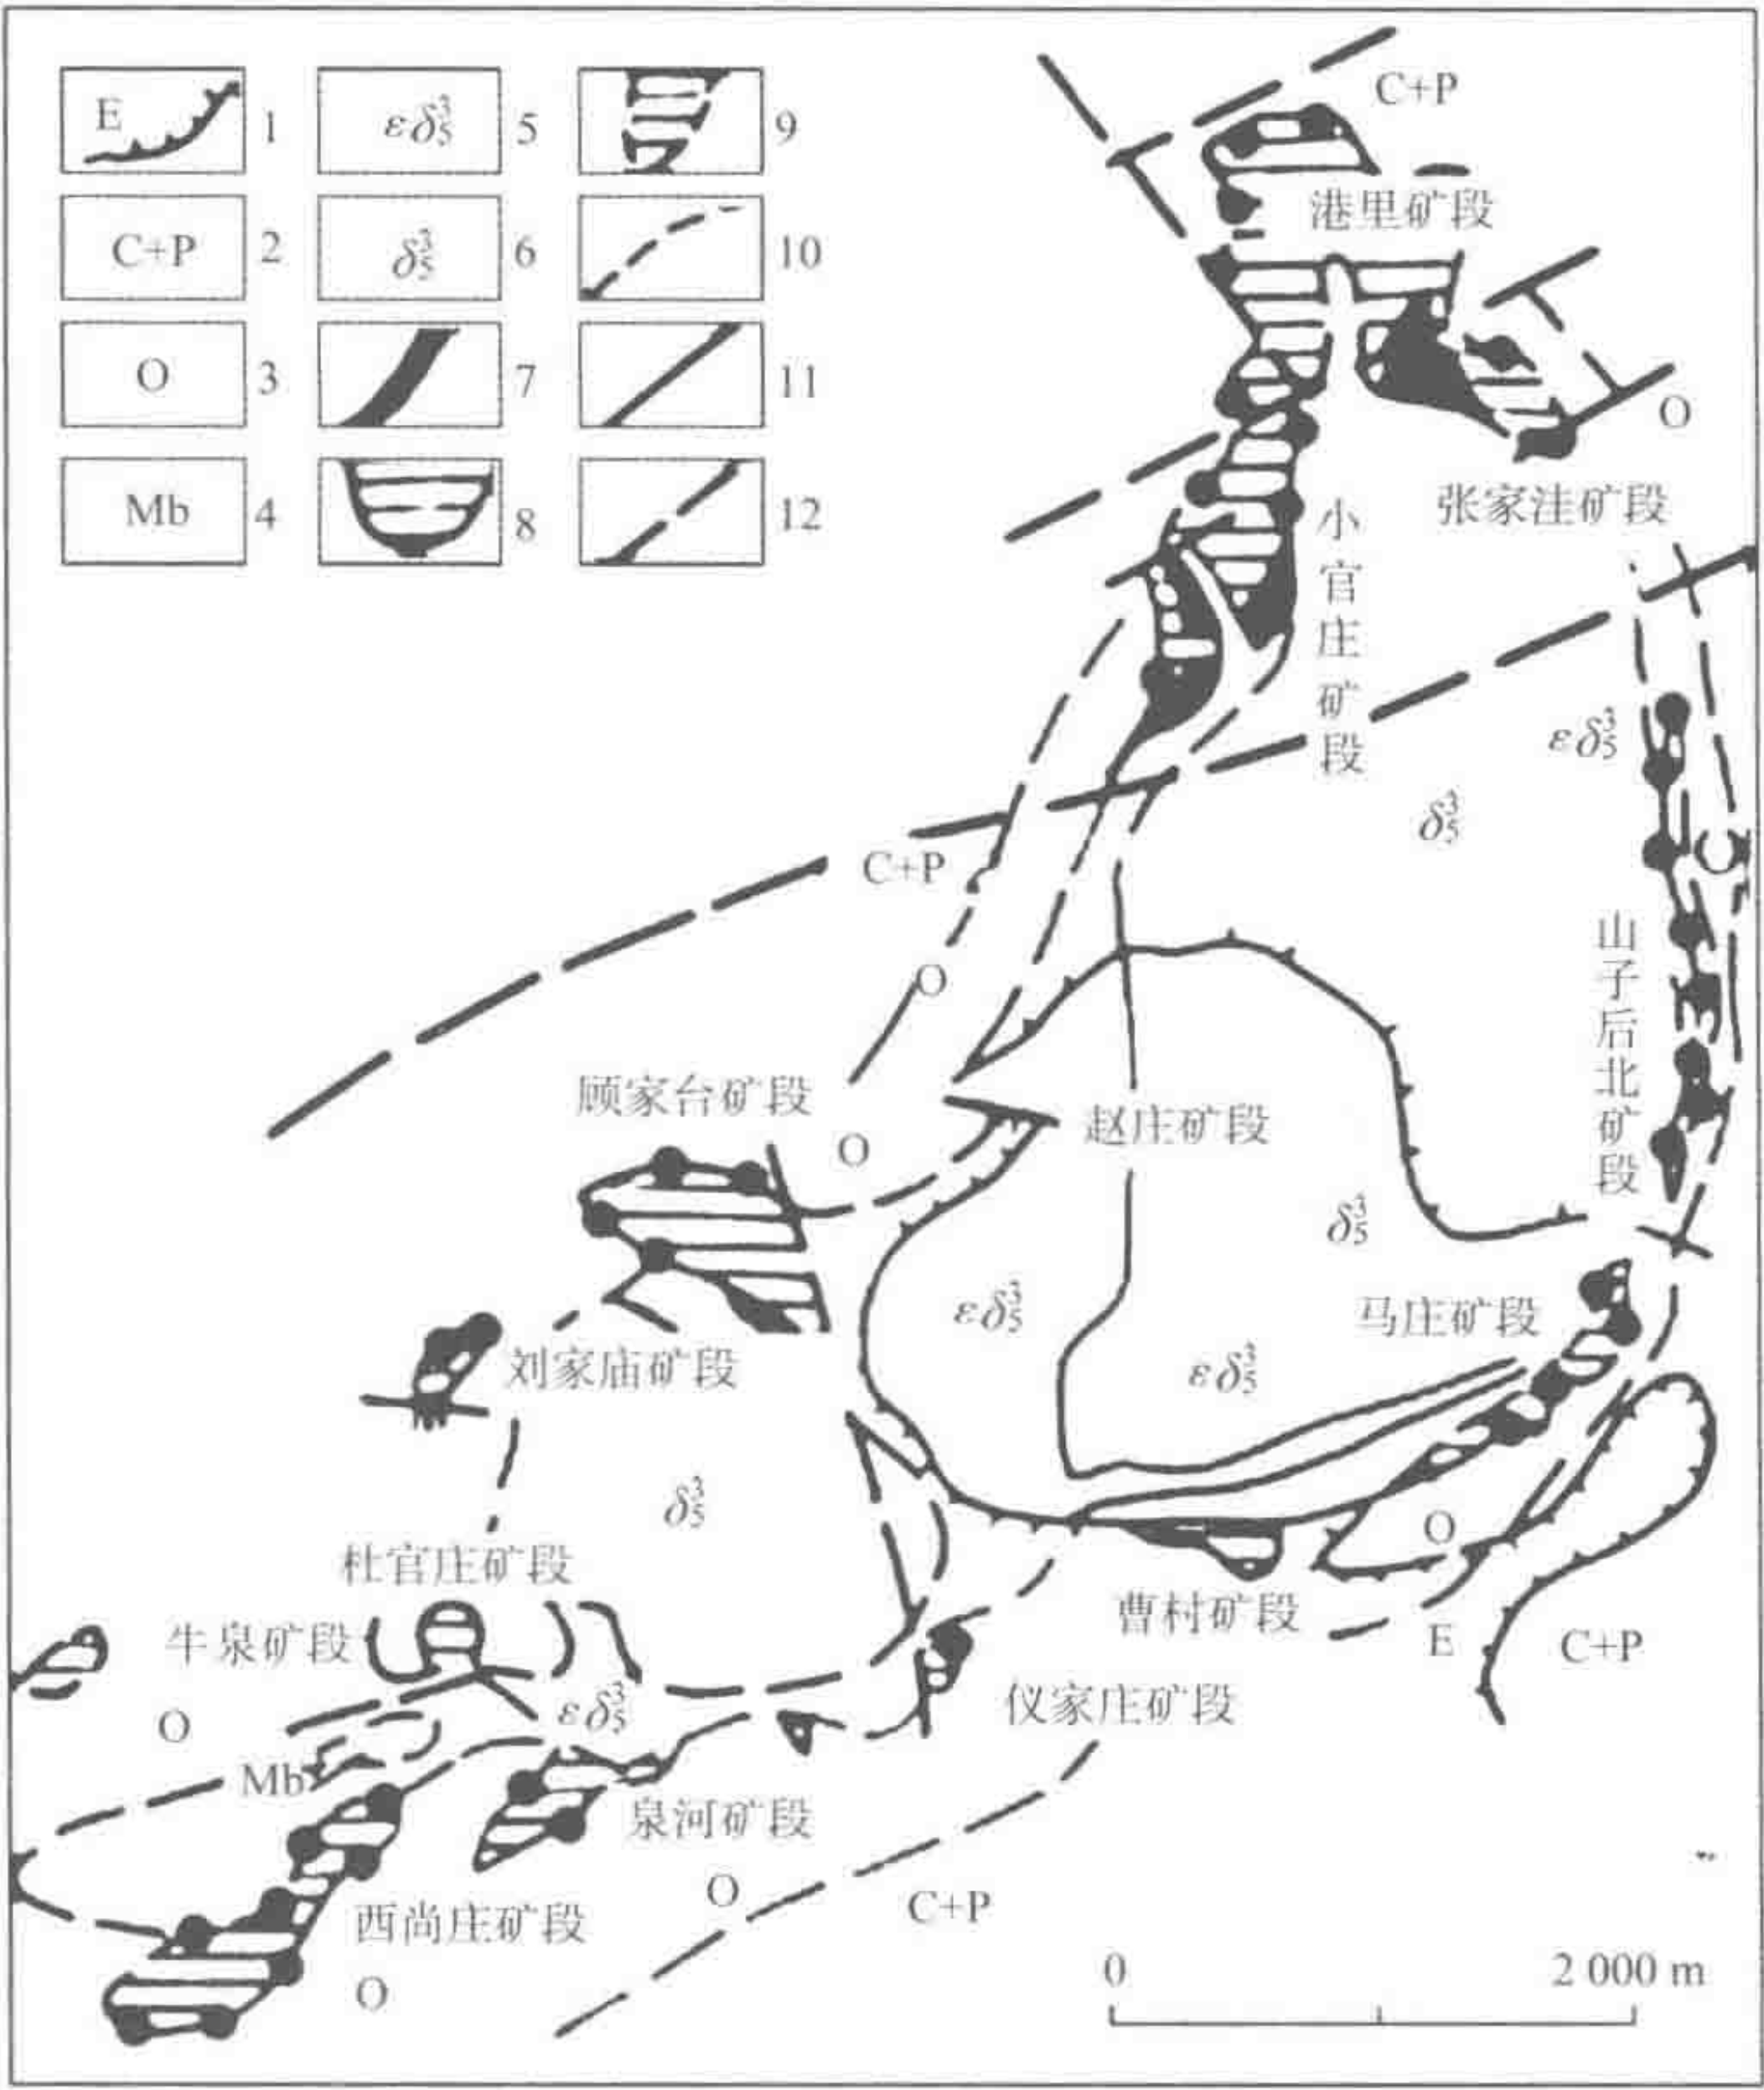 E 1
εδ₅³ 5
9
C+P 2
δ₅³ 6
10
O 3
7
11
Mb 4
8
12
C+P
港里矿段
O
张家洼矿段
小官庄矿段
εδ₅³
δ₅³
C+P
山子后北矿段
O
顾家台矿段
赵庄矿段
O
δ₅³
εδ₅³
马庄矿段
刘家庙矿段
εδ₅³
δ₅³
O
杜官庄矿段
曹村矿段
牛泉矿段
E
C+P
仪家庄矿段
εδ₅³
O
Mb
泉河矿段
O
C+P
西尚庄矿段
O
0 2 000 m